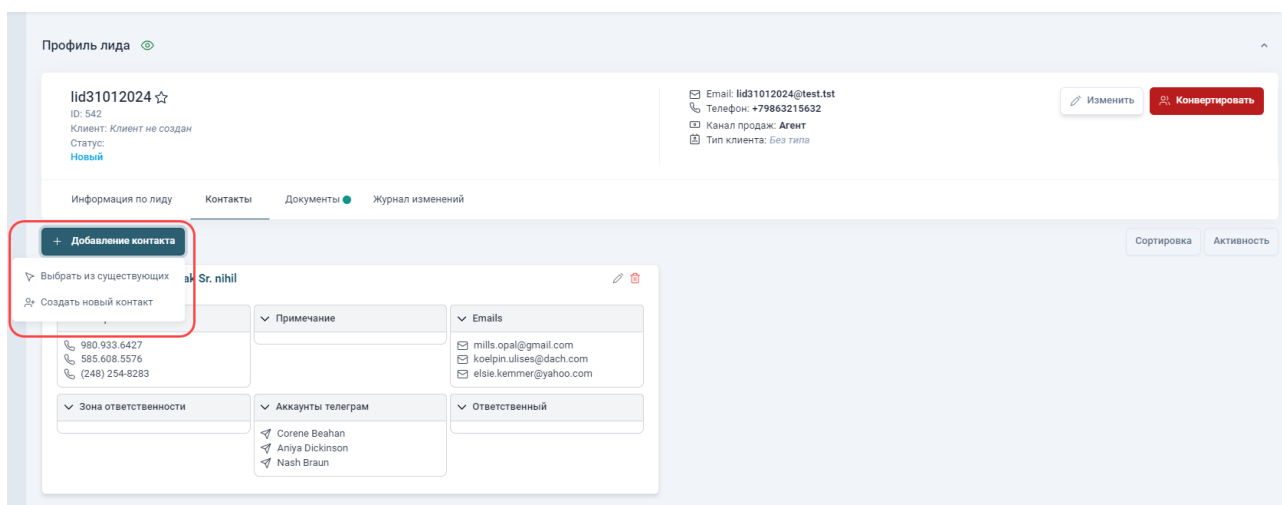 Профиль лида
lid31012024
ID: 542
Клиент: Клиент не создан
Статус:
Новый
Email: lid31012024@test.tst
Телефон: +79863215632
Канал продаж: Агент
Тип клиента: Без типа
Изменить
Конвертировать
Информация по лиду Контакты Документы Журнал изменений
+ Добавление контакта
Сортировка Активность
Выбрать из существующих
Создать новый контакт
Sr. nihil
Примечание
Emails
980.933.6427
585.608.5576
(248) 254-8283
mills.opal@gmail.com
koelpin.ulises@dach.com
elsie.kemmer@yahoo.com
Зона ответственности
Аккаунты телеграм
Ответственный
Corene Beahan
Aniya Dickinson
Nash Braun